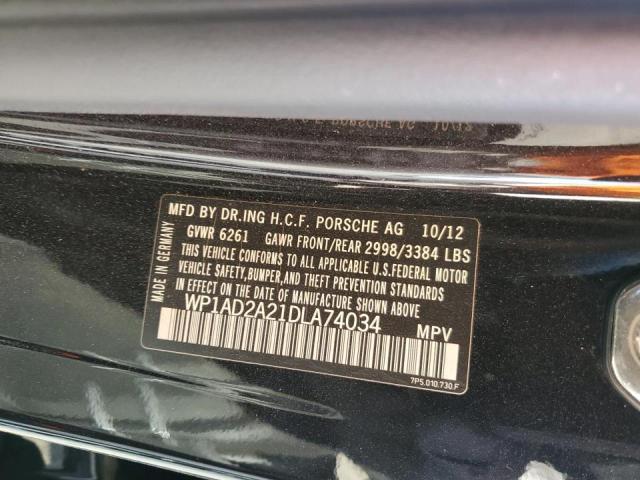 MFD BY DR.ING H.C.F. PORSCHE AG 10/12
GVWR 6261 GAWR FRONT/REAR 2998/3384 LBS
THIS VEHICLE CONFORMS TO ALL APPLICABLE U.S.FEDERAL MOTOR
VEHICLE SAFETY,BUMPER,AND THEFT PREVENTION STANDARDS
IN EFFECT ON THE DATE OF MANUFACTURE SHOWN ABOVE
WP1AD2A21DLA74034 MPV
7P5.010.730.F
MADE IN GERMANY